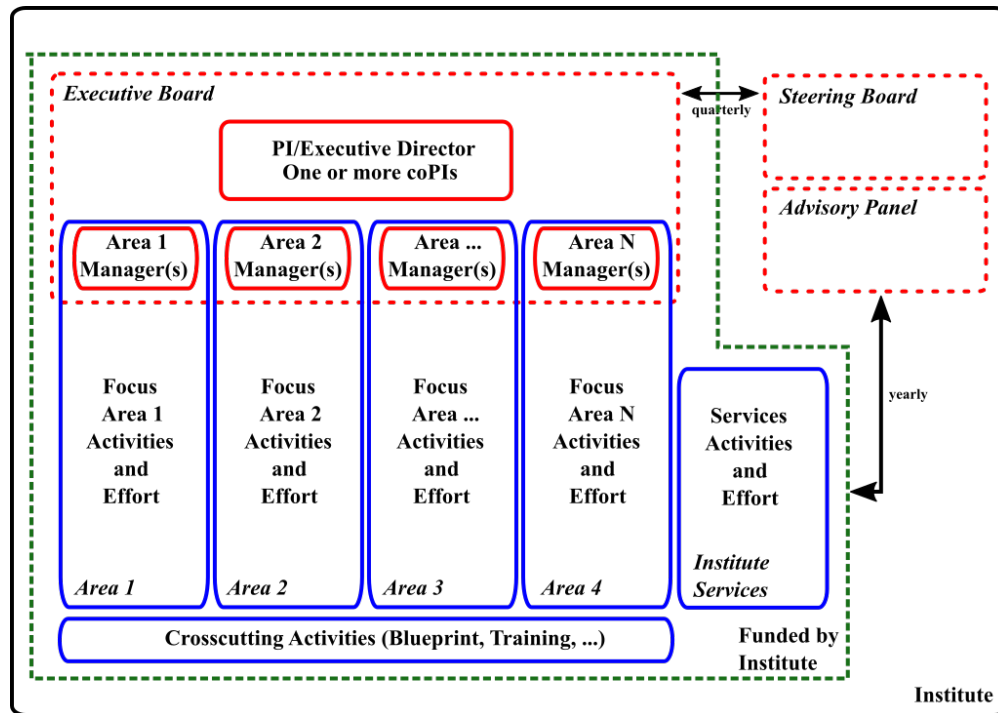 Executive Board
Steering Board
quarterly
PI/Executive Director
One or more coPIs
Advisory Panel
Area 1
Manager(s)
Area 2
Manager(s)
Area ...
Manager(s)
Area N
Manager(s)
Focus
Area 1
Activities
and
Effort
Focus
Area 2
Activities
and
Effort
Focus
Area ...
Activities
and
Effort
Focus
Area N
Activities
and
Effort
Services
Activities
and
Effort
yearly
Area 1
Area 2
Area 3
Area 4
Institute
Services
Crosscutting Activities (Blueprint, Training, ...)
Funded by
Institute
Institute